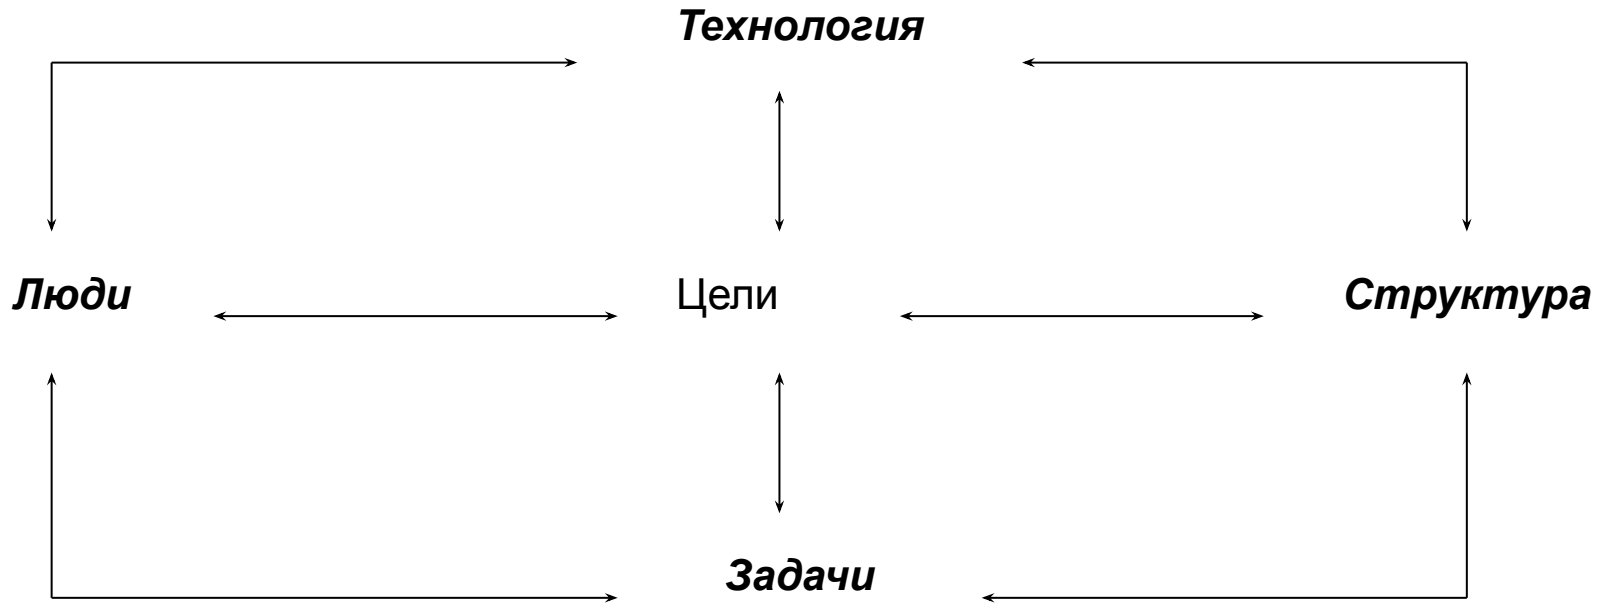 Технология
Люди
Цели
Структура
Задачи